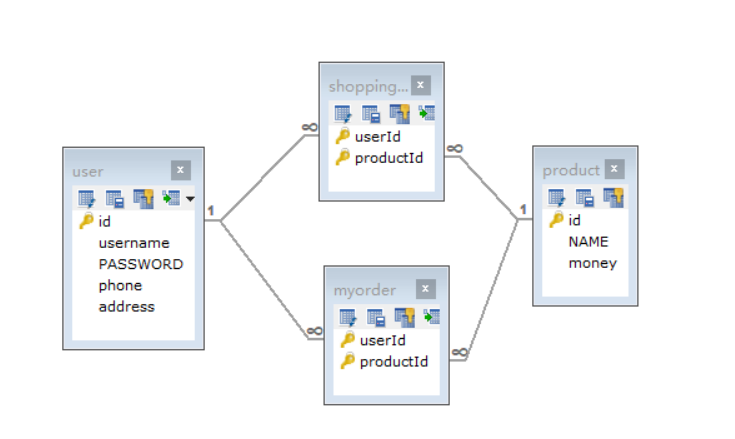 user
id
username
PASSWORD
phone
address
1
shopping...
userId
productId
∞
∞
myorder
userId
productId
∞
∞
product
id
NAME
money
1